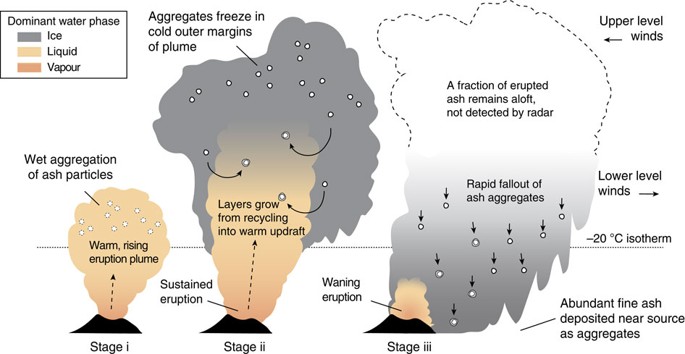 Dominant water phase
Ice
Liquid
Vapour
Aggregates freeze in
cold outer margins
of plume
Upper level
winds
A fraction of erupted
ash remains aloft,
not detected by radar
Wet aggregation
of ash particles
Lower level
winds
Rapid fallout of
ash aggregates
Layers grow
from recycling
into warm updraft
Warm, rising
eruption plume
–20 °C isotherm
Sustained
eruption
Waning
eruption
Abundant fine ash
deposited near source
as aggregates
Stage i
Stage ii
Stage iii